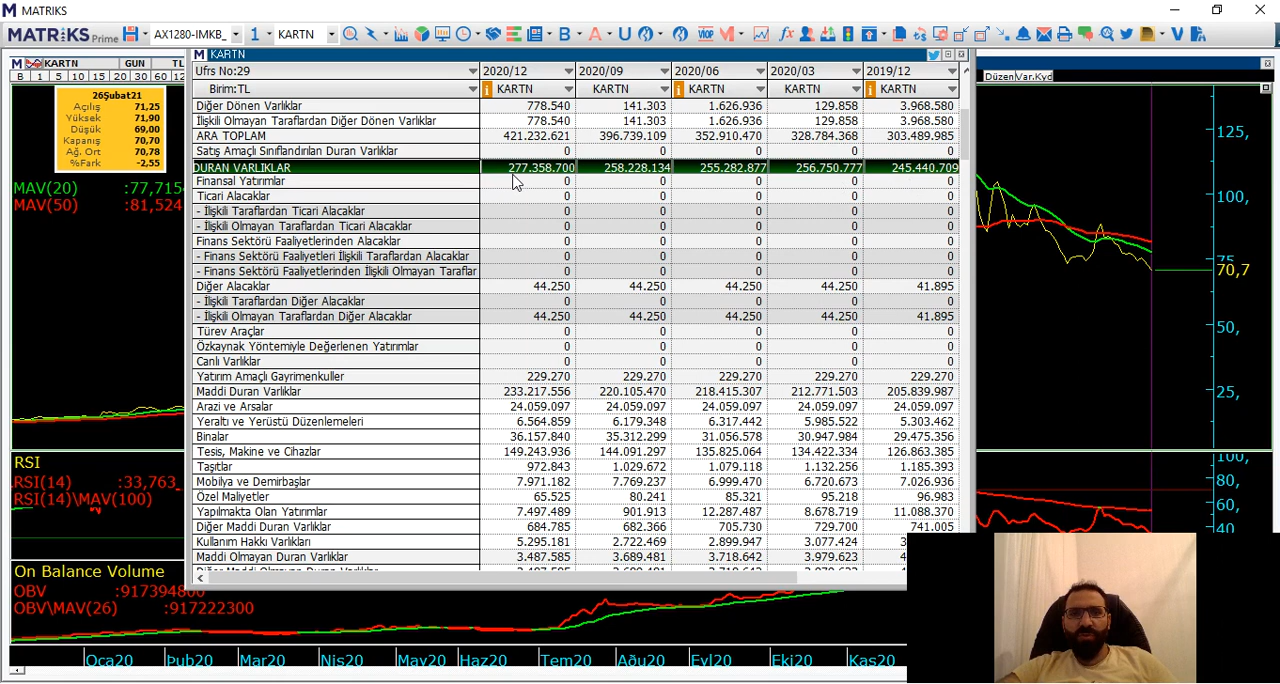 MATRIKS
MATRIKS Prime AX1280-IMKB_ 1 KARTN B A U VIOP M fx V
M KARTN GUN TL
B 1 5 10 15 20 30 60 12
26Şubat21
Açılış 71,25
Yüksek 71,90
Düşük 69,00
Kapanış 70,70
Ağ. Ort 70,78
%Fark -2,55
MAV(20) :77,715
MAV(50) :81,524
RSI
RSI(14) :33,763_
RSI(14)\MAV(100)
On Balance Volume
OBV :917394800
OBV\MAV(26) :917222300
M KARTN
Ufrs No:29 2020/12 2020/09 2020/06 2020/03 2019/12
Birim:TL KARTN KARTN KARTN KARTN KARTN
Diğer Dönen Varlıklar 778.540 141.303 1.626.936 129.858 3.968.580
İlişkili Olmayan Taraflardan Diğer Dönen Varlıklar 778.540 141.303 1.626.936 129.858 3.968.580
ARA TOPLAM 421.232.621 396.739.109 352.910.470 328.784.368 303.489.985
Satış Amaçlı Sınıflandırılan Duran Varlıklar 0 0 0 0 0
DURAN VARLIKLAR 277.358.700 258.228.134 255.282.877 256.750.777 245.440.709
Finansal Yatırımlar 0 0 0 0 0
Ticari Alacaklar 0 0 0 0 0
- İlişkili Taraflardan Ticari Alacaklar 0 0 0 0 0
- İlişkili Olmayan Taraflardan Ticari Alacaklar 0 0 0 0 0
Finans Sektörü Faaliyetlerinden Alacaklar 0 0 0 0 0
- Finans Sektörü Faaliyetleri İlişkili Taraflardan Alacaklar 0 0 0 0 0
- Finans Sektörü Faaliyetlerinden İlişkili Olmayan Taraflar 0 0 0 0 0
Diğer Alacaklar 44.250 44.250 44.250 44.250 41.895
- İlişkili Taraflardan Diğer Alacaklar 0 0 0 0 0
- İlişkili Olmayan Taraflardan Diğer Alacaklar 44.250 44.250 44.250 44.250 41.895
Türev Araçlar 0 0 0 0 0
Özkaynak Yöntemiyle Değerlenen Yatırımlar 0 0 0 0 0
Canlı Varlıklar 0 0 0 0 0
Yatırım Amaçlı Gayrimenkuller 229.270 229.270 229.270 229.270 229.270
Maddi Duran Varlıklar 233.217.556 220.105.470 218.415.307 212.771.503 205.839.987
Arazi ve Arsalar 24.059.097 24.059.097 24.059.097 24.059.097 24.059.097
Yeraltı ve Yerüstü Düzenlemeleri 6.564.859 6.179.348 6.317.442 5.985.522 5.303.462
Binalar 36.157.840 35.312.299 31.056.578 30.947.984 29.475.356
Tesis, Makine ve Cihazlar 149.243.936 144.091.297 135.825.064 134.422.334 126.863.385
Taşıtlar 972.843 1.029.672 1.079.118 1.132.256 1.185.393
Mobilya ve Demirbaşlar 7.971.182 7.769.237 6.999.470 6.720.673 7.026.936
Özel Maliyetler 65.525 80.241 85.321 95.218 96.983
Yapılmakta Olan Yatırımlar 7.497.489 901.913 12.287.487 8.678.719 11.088.370
Diğer Maddi Duran Varlıklar 684.785 682.366 705.730 729.700 741.005
Kullanım Hakkı Varlıkları 5.295.181 2.722.469 2.899.947 3.077.424 3
Maddi Olmayan Duran Varlıklar 3.487.585 3.689.481 3.718.642 3.979.623 4
Düzen Var.Kyd
125,
100,
75
70,7
50,
25,
100,
80,
60,
40
Oca20 Þub20 Mar20 Nis20 May20 Haz20 Tem20 Aðu20 Eyl20 Eki20 Kas20